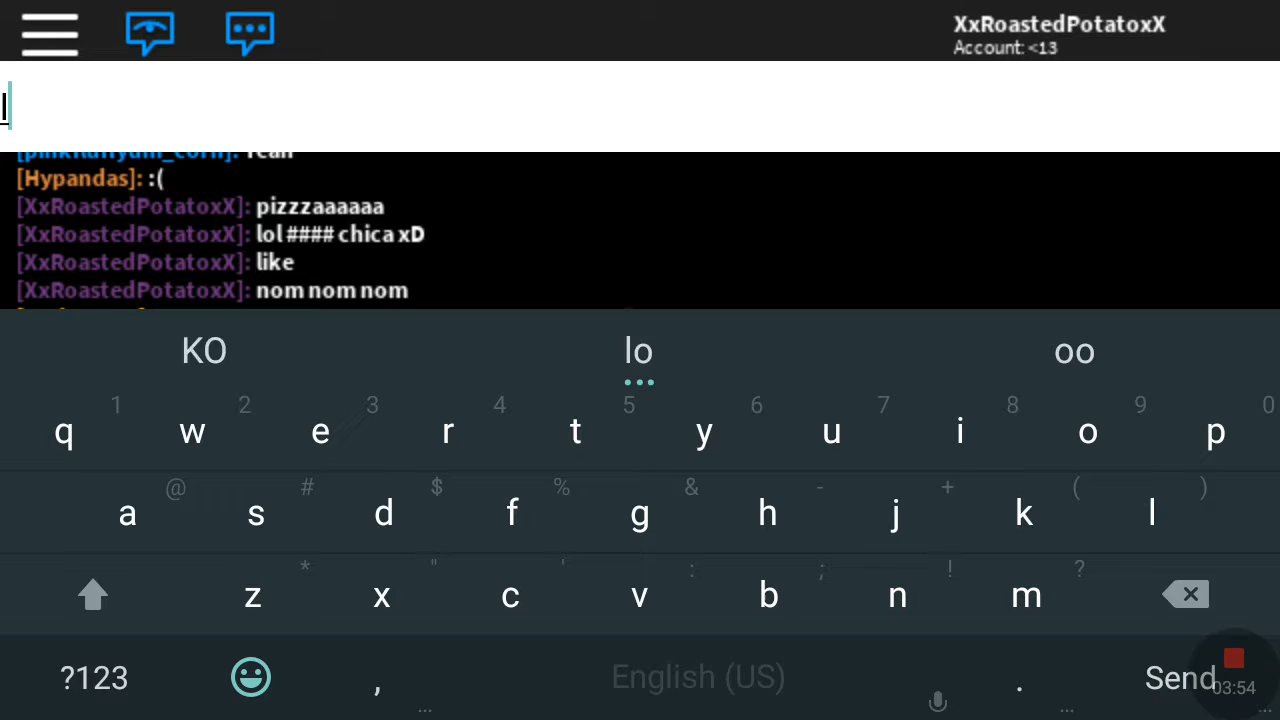 XxRoastedPotatoxX
Account: <13
l
[Hypandas]: :(
[XxRoastedPotatoxX]: pizzzaaaaaa
[XxRoastedPotatoxX]: lol #### chica xD
[XxRoastedPotatoxX]: like
[XxRoastedPotatoxX]: nom nom nom
KO lo oo
1 2 3 4 5 6 7 8 9 0
q w e r t y u i o p
@ # $ % & - + ( )
a s d f g h j k l
* " ' : ; ! ?
z x c v b n m
?123 , English (US) . Send
03:54